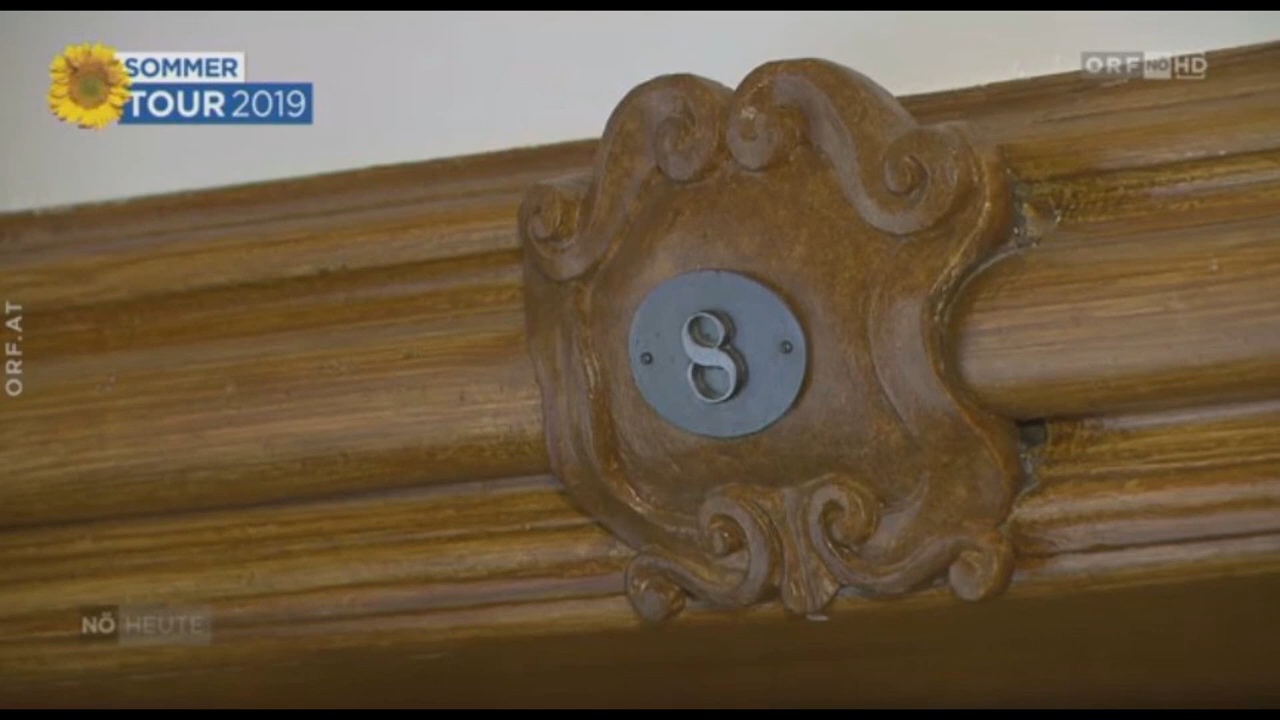 SOMMER
TOUR 2019
ORF NÖ HD
ORF.AT
8
NÖ HEUTE